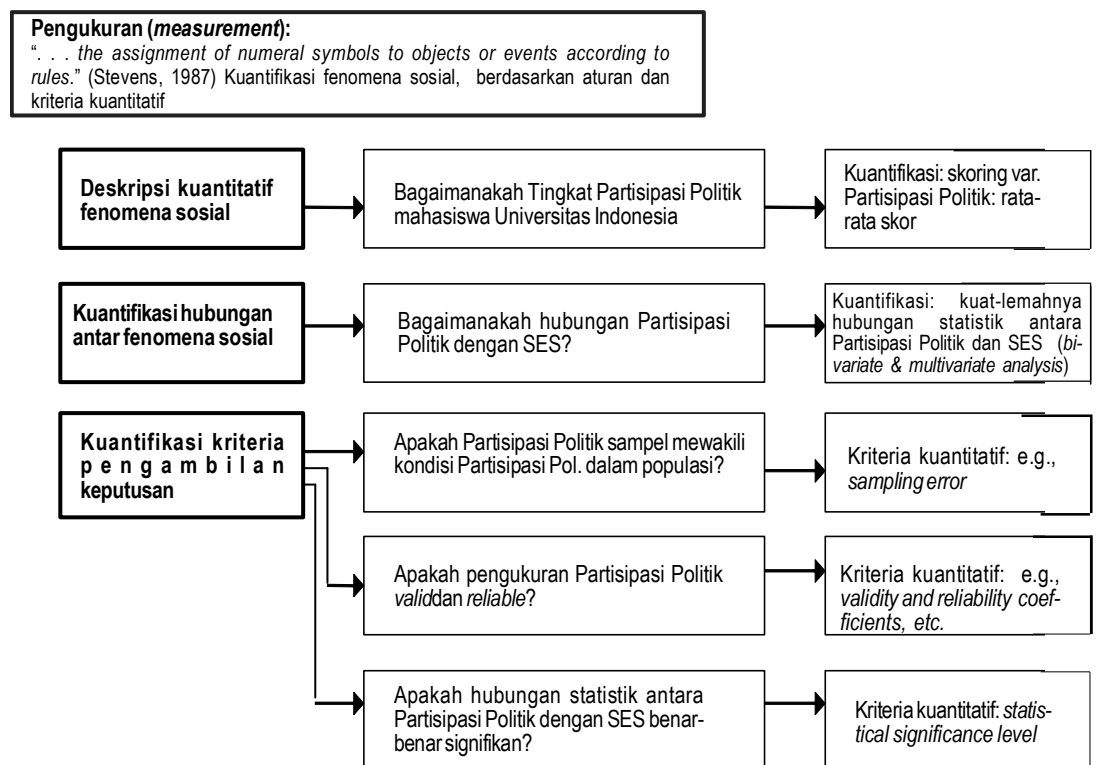 Pengukuran (measurement):
“. . . the assignment of numeral symbols to objects or events according to
rules.” (Stevens, 1987) Kuantifikasi fenomena sosial, berdasarkan aturan dan
kriteria kuantitatif
Deskripsi kuantitatif
fenomena sosial
Bagaimanakah Tingkat Partisipasi Politik
mahasiswa Universitas Indonesia
Kuantifikasi: skoring var.
Partisipasi Politik: rata-
rata skor
Kuantifikasi hubungan
antar fenomena sosial
Bagaimanakah hubungan Partisipasi
Politik dengan SES?
Kuantifikasi: kuat-lemahnya
hubungan statistik antara
Partisipasi Politik dan SES (bi-
variate & multivariate analysis)
Kuantifikasi kriteria
pengambilan
keputusan
Apakah Partisipasi Politik sampel mewakili
kondisi Partisipasi Pol. dalam populasi?
Kriteria kuantitatif: e.g.,
sampling error
Apakah pengukuran Partisipasi Politik
validdan reliable?
Kriteria kuantitatif: e.g.,
validity and reliability coef-
ficients, etc.
Apakah hubungan statistik antara
Partisipasi Politik dengan SES benar-
benar signifikan?
Kriteria kuantitatif: statis-
tical significance level